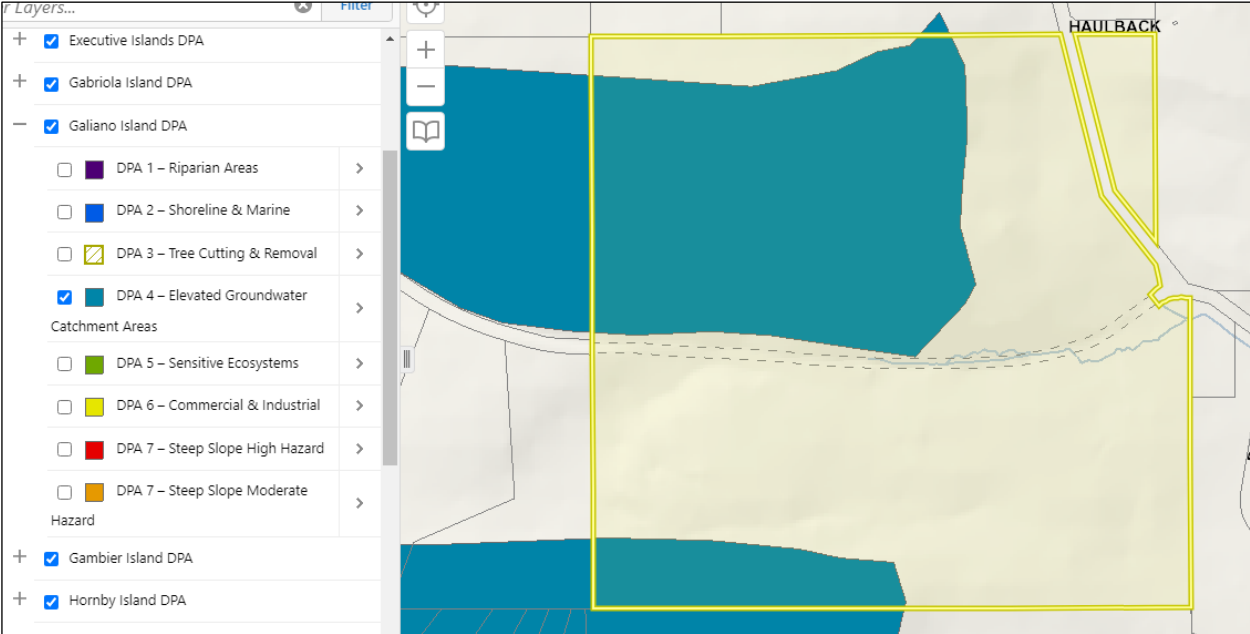 r Layers...
Filter
Executive Islands DPA
Gabriola Island DPA
Galiano Island DPA
DPA 1 – Riparian Areas
DPA 2 – Shoreline & Marine
DPA 3 – Tree Cutting & Removal
DPA 4 – Elevated Groundwater
Catchment Areas
DPA 5 – Sensitive Ecosystems
DPA 6 – Commercial & Industrial
DPA 7 – Steep Slope High Hazard
DPA 7 – Steep Slope Moderate
Hazard
Gambier Island DPA
Hornby Island DPA
HAULBACK